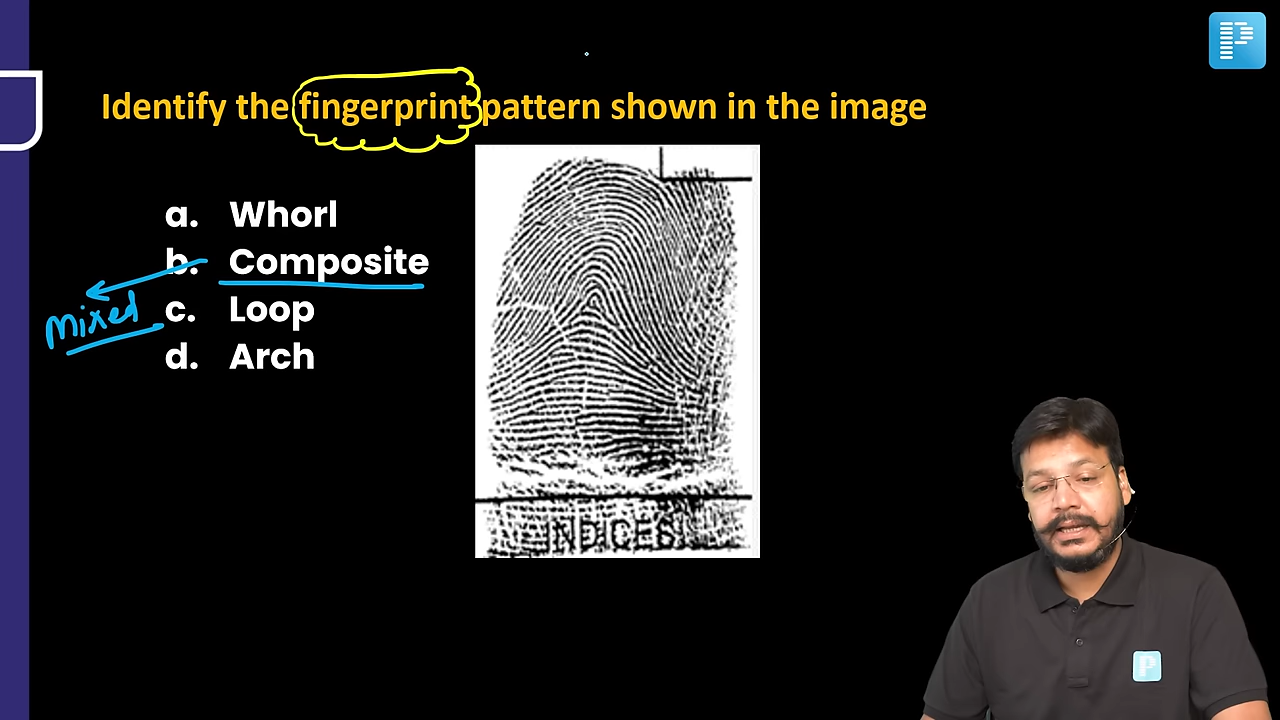 Identify the fingerprint pattern shown in the image
a. Whorl
b. Composite
Mixed
c. Loop
d. Arch
INDICES
P
P